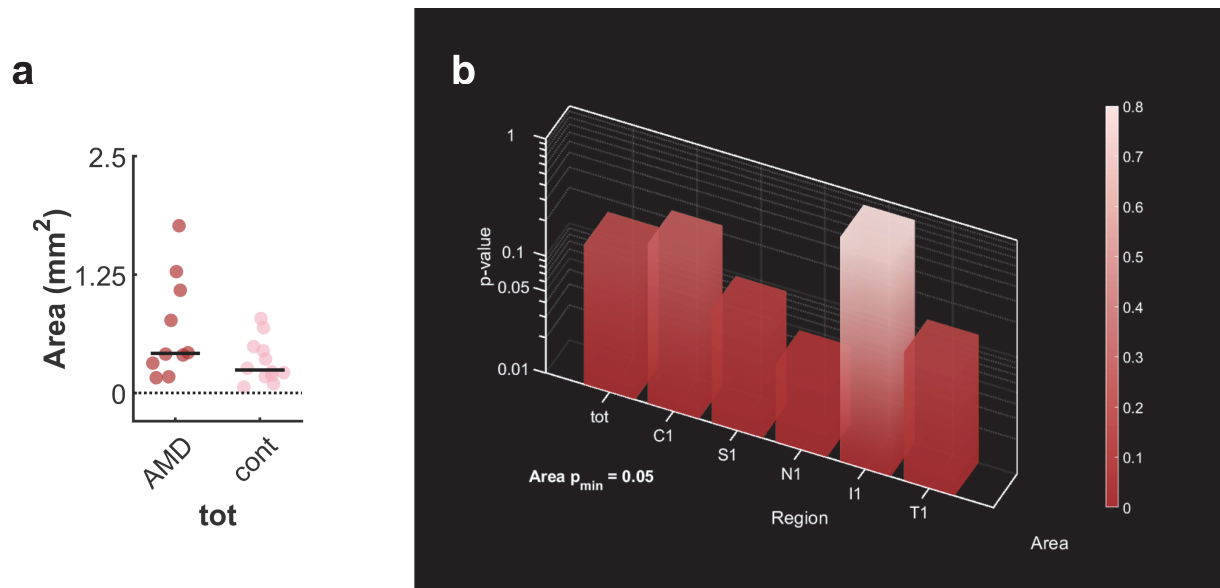 a
2.5
1.25
0
Area (mm²)
AMD
cont
tot
b
1
0.1
0.05
0.01
p-value
tot
C1
S1
N1
I1
T1
Area pmin = 0.05
Region
Area
0.8
0.7
0.6
0.5
0.4
0.3
0.2
0.1
0